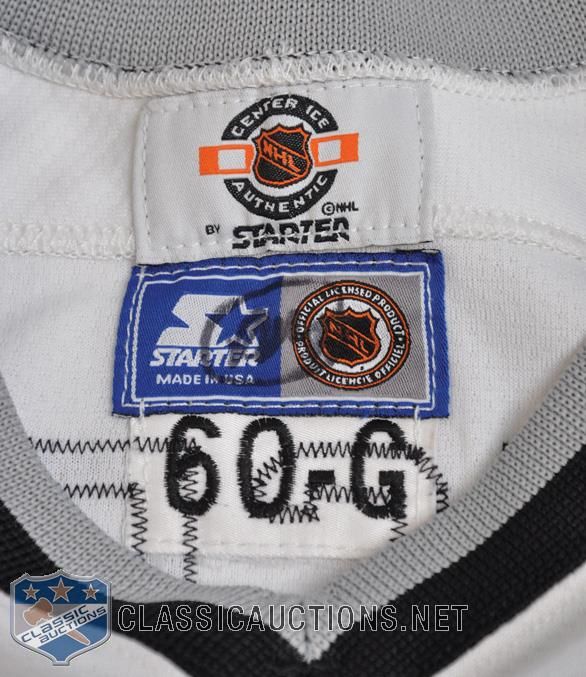 CENTER ICE
NHL
AUTHENTIC
©NHL
BY STARTER
S
STARTER
MADE IN USA
OFFICIAL LICENSED PRODUCT
NHL
PRODUIT LICENCIE OFFICIEL
60-G
CLASSIC
AUCTIONS
CLASSICAUCTIONS.NET